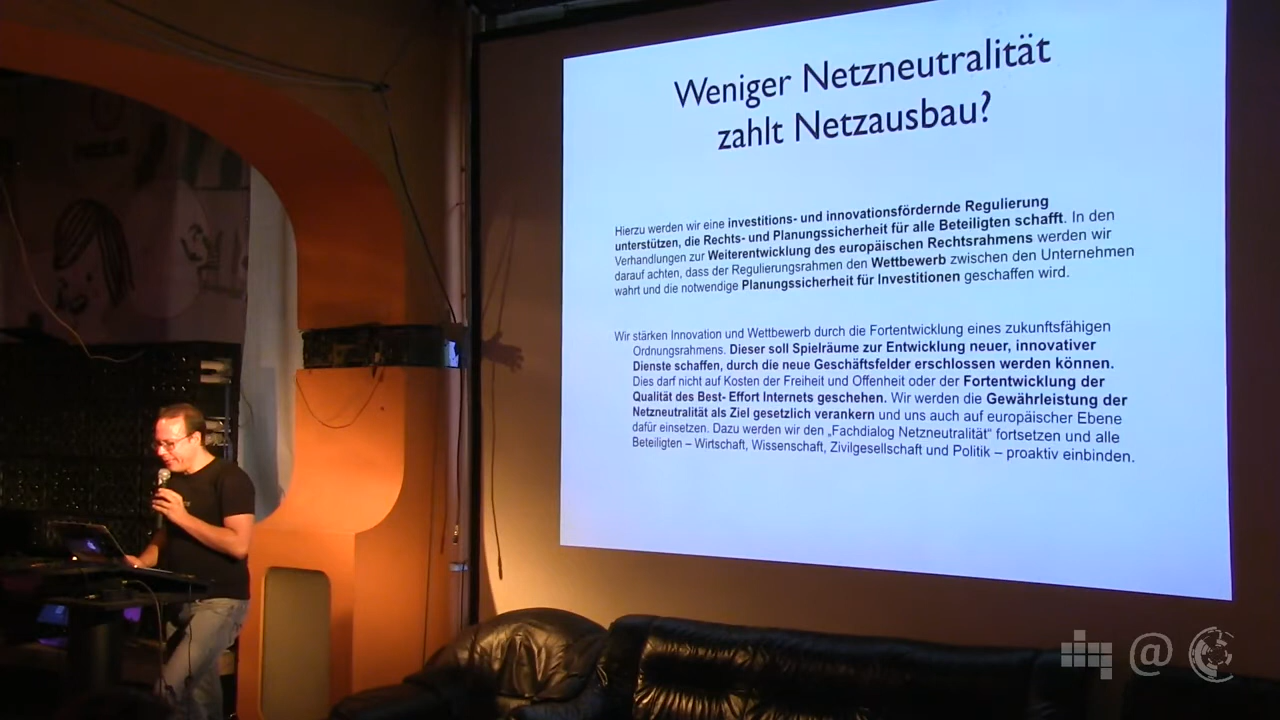 Weniger Netzneutralität
zahlt Netzausbau?
Hierzu werden wir eine investitions- und innovationsfördernde Regulierung
unterstützen, die Rechts- und Planungssicherheit für alle Beteiligten schafft. In den
Verhandlungen zur Weiterentwicklung des europäischen Rechtsrahmens werden wir
darauf achten, dass der Regulierungsrahmen den Wettbewerb zwischen den Unternehmen
wahrt und die notwendige Planungssicherheit für Investitionen geschaffen wird.
Wir stärken Innovation und Wettbewerb durch die Fortentwicklung eines zukunftsfähigen
Ordnungsrahmens. Dieser soll Spielräume zur Entwicklung neuer, innovativer
Dienste schaffen, durch die neue Geschäftsfelder erschlossen werden können.
Dies darf nicht auf Kosten der Freiheit und Offenheit oder der Fortentwicklung der
Qualität des Best- Effort Internets geschehen. Wir werden die Gewährleistung der
Netzneutralität als Ziel gesetzlich verankern und uns auch auf europäischer Ebene
dafür einsetzen. Dazu werden wir den „Fachdialog Netzneutralität“ fortsetzen und alle
Beteiligten – Wirtschaft, Wissenschaft, Zivilgesellschaft und Politik – proaktiv einbinden.
@